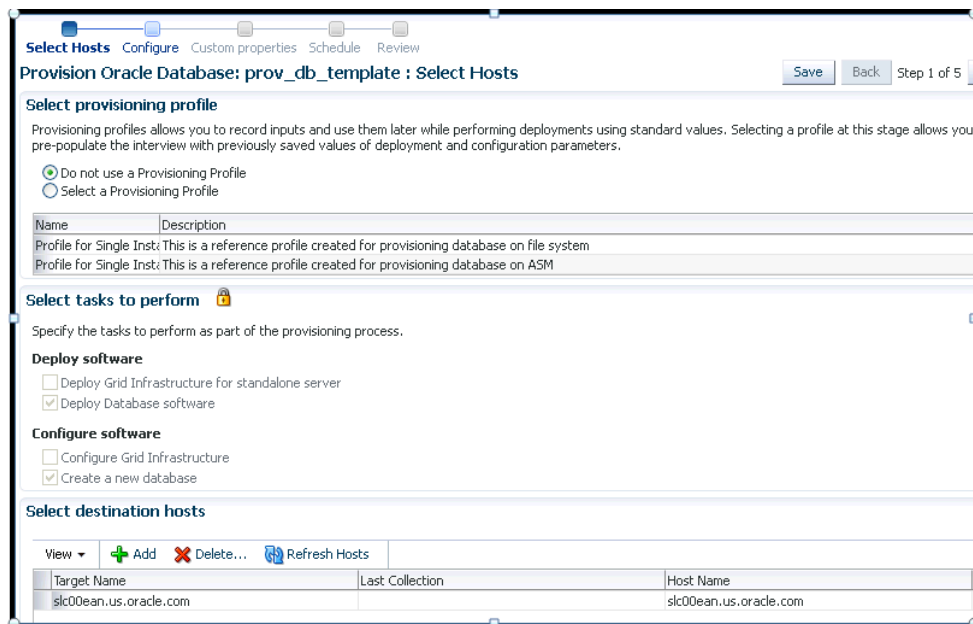 Select Hosts Configure Custom properties Schedule Review
Provision Oracle Database: prov_db_template : Select Hosts Save Back Step 1 of 5
Select provisioning profile
Provisioning profiles allows you to record inputs and use them later while performing deployments using standard values. Selecting a profile at this stage allows you
pre-populate the interview with previously saved values of deployment and configuration parameters.
Do not use a Provisioning Profile
Select a Provisioning Profile
Name Description
Profile for Single Insta This is a reference profile created for provisioning database on file system
Profile for Single Insta This is a reference profile created for provisioning database on ASM
Select tasks to perform
Specify the tasks to perform as part of the provisioning process.
Deploy software
Deploy Grid Infrastructure for standalone server
Deploy Database software
Configure software
Configure Grid Infrastructure
Create a new database
Select destination hosts
View Add Delete... Refresh Hosts
Target Name Last Collection Host Name
slc00ean.us.oracle.com slc00ean.us.oracle.com